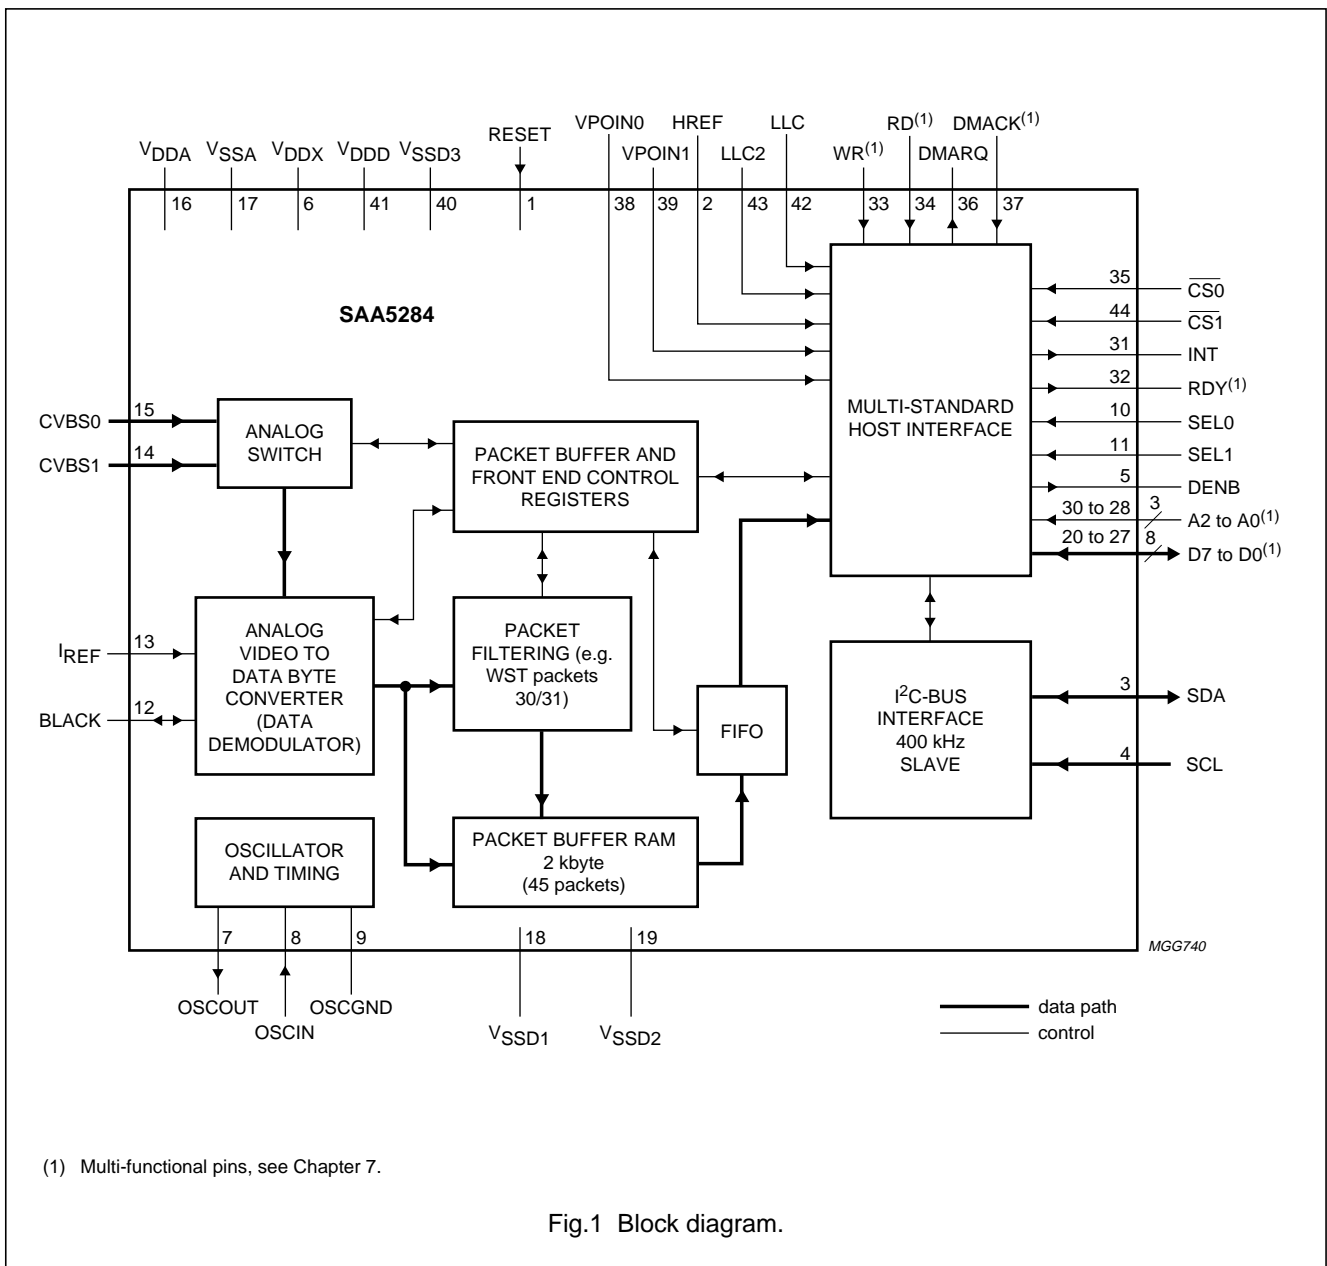 VPOIN0 HREF LLC RD(1) DMACK(1)
RESET
VDDA VSSA VDDX VDDD VSSD3 VPOIN1 LLC2 WR(1) DMARQ
16 17 6 41 40 1 38 39 2 43 42 33 34 36 37
SAA5284
35 CS0
44 CS1
31 INT
32 RDY(1)
10 SEL0
11 SEL1
5 DENB
30 to 28 3 A2 to A0(1)
20 to 27 8 D7 to D0(1)
MULTI-STANDARD
HOST INTERFACE
CVBS0 15
CVBS1 14
ANALOG
SWITCH
PACKET BUFFER AND
FRONT END CONTROL
REGISTERS
IREF 13
BLACK 12
ANALOG
VIDEO TO
DATA BYTE
CONVERTER
(DATA
DEMODULATOR)
PACKET
FILTERING (e.g.
WST packets
30/31)
FIFO
I2C-BUS
INTERFACE
400 kHz
SLAVE
3 SDA
4 SCL
OSCILLATOR
AND TIMING
PACKET BUFFER RAM
2 kbyte
(45 packets)
7 8 9 18 19
MGG740
OSCOUT OSCGND
OSCIN VSSD1 VSSD2
data path
control
(1) Multi-functional pins, see Chapter 7.
Fig.1 Block diagram.